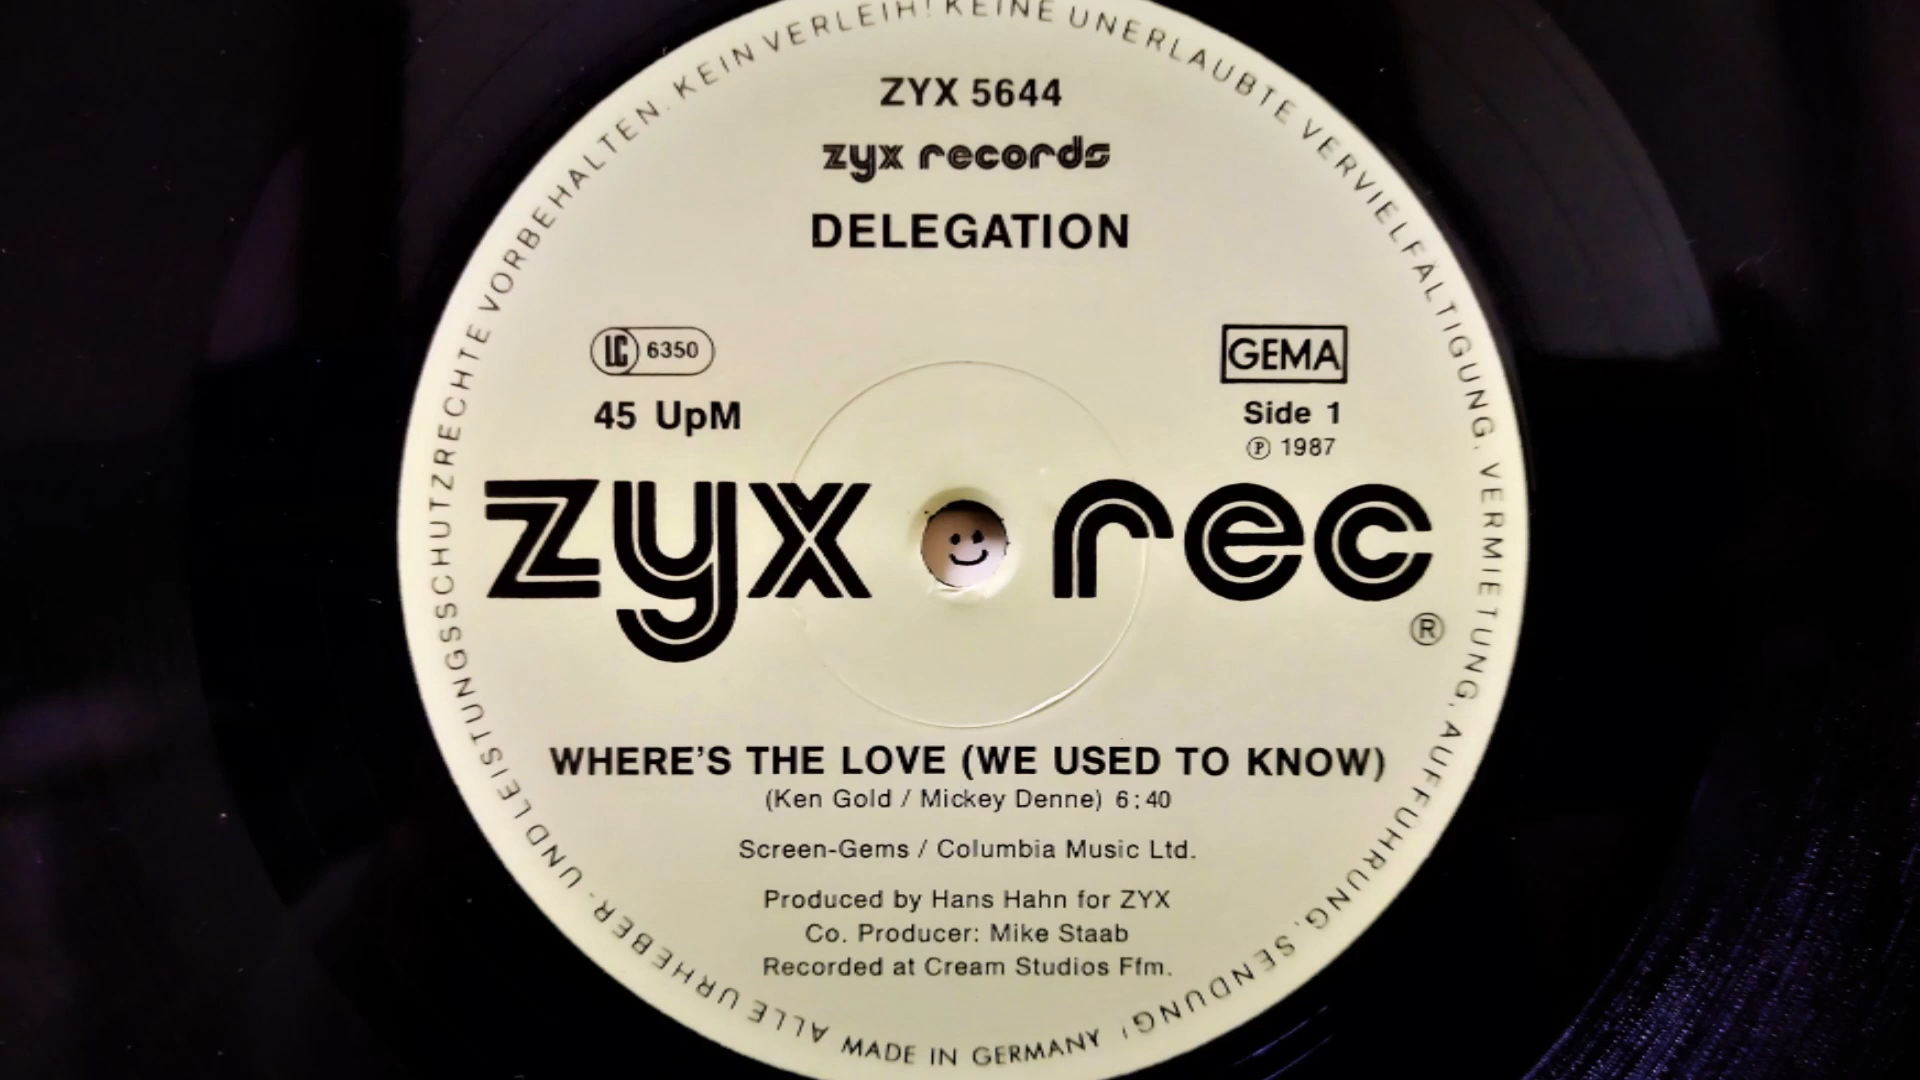 ZYX 5644
zyx records
DELEGATION
LC 6350
GEMA
45 UpM
Side 1
℗ 1987
zyx rec ®
WHERE'S THE LOVE (WE USED TO KNOW)
(Ken Gold / Mickey Denne) 6:40
Screen-Gems / Columbia Music Ltd.
Produced by Hans Hahn for ZYX
Co. Producer: Mike Staab
Recorded at Cream Studios Ffm.
ALLE URHEBER- UND LEISTUNGSSCHUTZRECHTE VORBEHALTEN. KEIN VERLEIH! KEINE UNERLAUBTE VERVIELFÄLTIGUNG, VERMIETUNG, AUFFÜHRUNG, SENDUNG!
MADE IN GERMANY